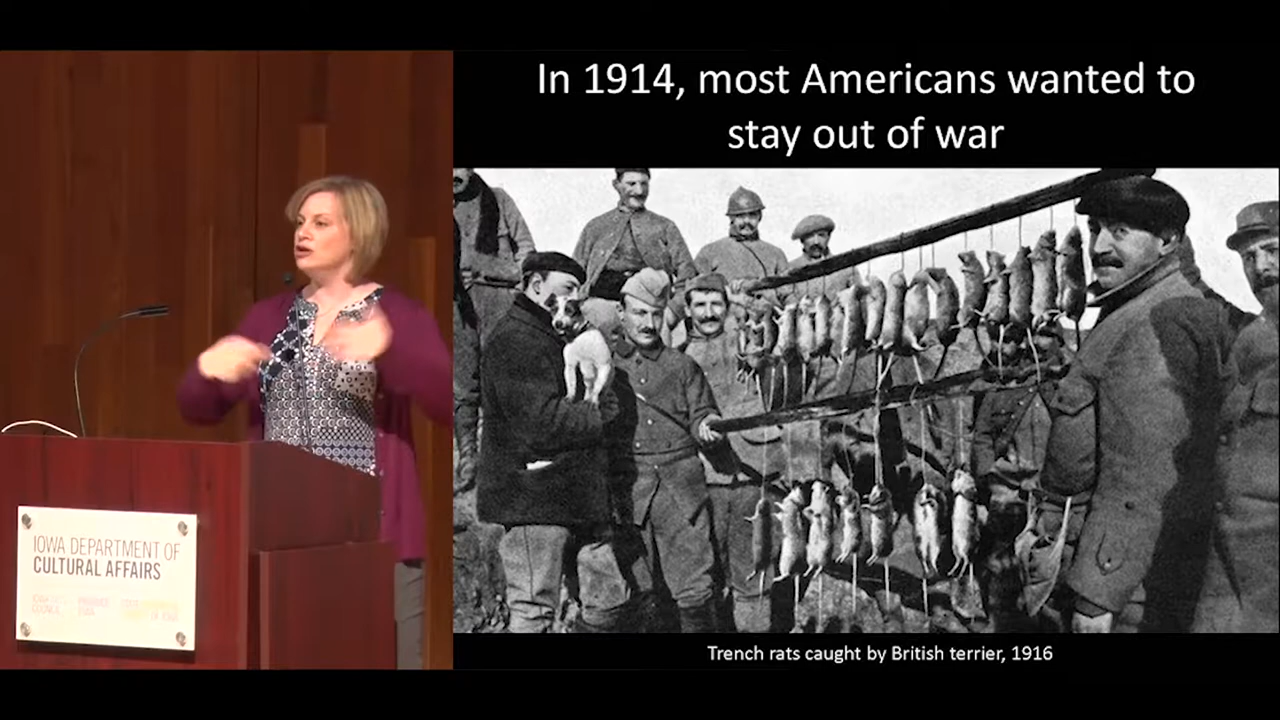 In 1914, most Americans wanted to
stay out of war
IOWA DEPARTMENT OF
CULTURAL AFFAIRS
Trench rats caught by British terrier, 1916